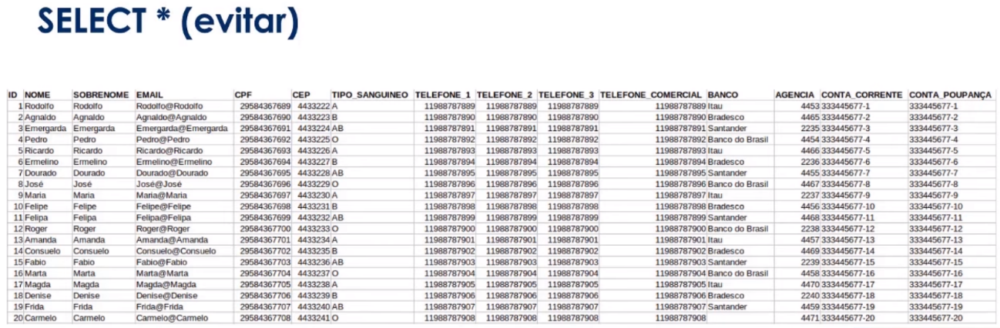 SELECT * (evitar)
ID NOME SOBRENOME EMAIL CPF CEP TIPO_SANGUINEO TELEFONE_1 TELEFONE_2 TELEFONE_3 TELEFONE_COMERCIAL BANCO AGENCIA CONTA_CORRENTE CONTA_POUPANÇA
1 Rodolfo Rodolfo Rodolfo@Rodolfo 29584367689 4433222 A 11988787889 11988787889 11988787889 11988787889 Itau 4453 333445677-1 333445677-1
2 Agnaldo Agnaldo Agnaldo@Agnaldo 29584367690 4433223 B 11988787890 11988787890 11988787890 11988787890 Bradesco 4465 333445677-2 333445677-2
3 Emergarda Emergarda Emergarda@Emergarda 29584367691 4433224 AB 11988787891 11988787891 11988787891 11988787891 Santander 2235 333445677-3 333445677-3
4 Pedro Pedro Pedro@Pedro 29584367692 4433225 O 11988787892 11988787892 11988787892 11988787892 Banco do Brasil 4454 333445677-4 333445677-4
5 Ricardo Ricardo Ricardo@Ricardo 29584367693 4433226 A 11988787893 11988787893 11988787893 11988787893 Itau 4466 333445677-5 333445677-5
6 Ermelino Ermelino Ermelino@Ermelino 29584367694 4433227 B 11988787894 11988787894 11988787894 11988787894 Bradesco 2236 333445677-6 333445677-6
7 Dourado Dourado Dourado@Dourado 29584367695 4433228 AB 11988787895 11988787895 11988787895 11988787895 Santander 4455 333445677-7 333445677-7
8 José José José@José 29584367696 4433229 O 11988787896 11988787896 11988787896 11988787896 Banco do Brasil 4467 333445677-8 333445677-8
9 Maria Maria Maria@Maria 29584367697 4433230 A 11988787897 11988787897 11988787897 11988787897 Itau 2237 333445677-9 333445677-9
10 Felipe Felipe Felipe@Felipe 29584367698 4433231 B 11988787898 11988787898 11988787898 11988787898 Bradesco 4456 333445677-10 333445677-10
11 Felipa Felipa Felipa@Felipa 29584367699 4433232 AB 11988787899 11988787899 11988787899 11988787899 Santander 4468 333445677-11 333445677-11
12 Roger Roger Roger@Roger 29584367700 4433233 O 11988787900 11988787900 11988787900 11988787900 Banco do Brasil 2238 333445677-12 333445677-12
13 Amanda Amanda Amanda@Amanda 29584367701 4433234 A 11988787901 11988787901 11988787901 11988787901 Itau 4457 333445677-13 333445677-13
14 Consuelo Consuelo Consuelo@Consuelo 29584367702 4433235 B 11988787902 11988787902 11988787902 11988787902 Bradesco 4469 333445677-14 333445677-14
15 Fabio Fabio Fabio@Fabio 29584367703 4433236 AB 11988787903 11988787903 11988787903 11988787903 Santander 2239 333445677-15 333445677-15
16 Marta Marta Marta@Marta 29584367704 4433237 O 11988787904 11988787904 11988787904 11988787904 Banco do Brasil 4458 333445677-16 333445677-16
17 Magda Magda Magda@Magda 29584367705 4433238 A 11988787905 11988787905 11988787905 11988787905 Itau 4470 333445677-17 333445677-17
18 Denise Denise Denise@Denise 29584367706 4433239 B 11988787906 11988787906 11988787906 11988787906 Bradesco 2240 333445677-18 333445677-18
19 Frida Frida Frida@Frida 29584367707 4433240 AB 11988787907 11988787907 11988787907 11988787907 Santander 4459 333445677-19 333445677-19
20 Carmelo Carmelo Carmelo@Carmelo 29584367708 4433241 O 11988787908 11988787908 11988787908 11988787908 4471 333445677-20 333445677-20